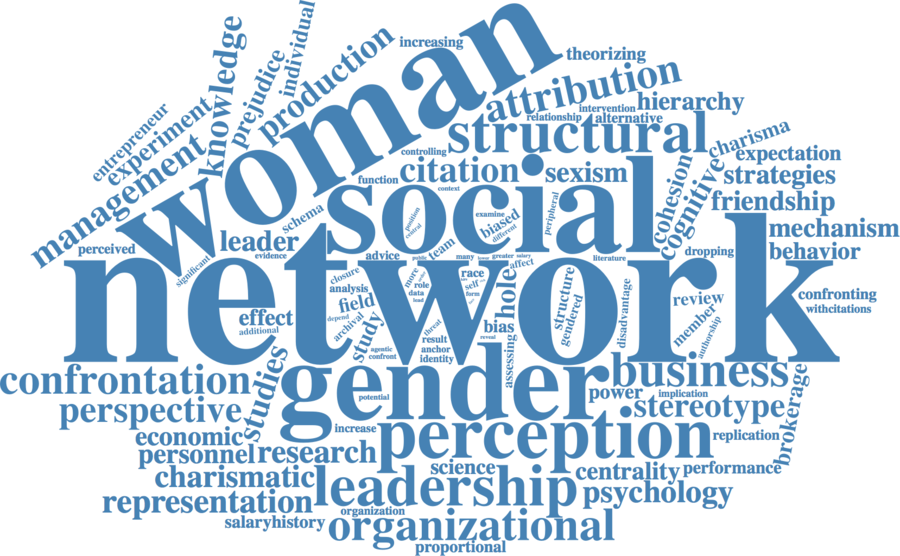 individual
knowledge
prejudice
production
increasing
woman
theorizing
entrepreneur
experiment
attribution
intervention
hierarchy
relationship
alternative
management
structural
charisma
controlling
citation
sexism
expectation
function
context
cohesion
cognitive
strategies
social
friendship
schema
position
central
examine
biased
different
peripheral
mechanism
perceived
leader
evidence
team
advice
public
many
greater
salary
affect
literature
dropping
behavior
significant
network
closure
more
role
data
lead
race
self
form
hole
structure
gendered
disadvantage
analysis
field
depend
archival
study
review
member
authorship
confronting
withcitations
effect
additional
threat
result
anchor
identity
bias
reveal
assessing
agentic
confront
confrontation
studies
gender
business
potential
power
implication
perspective
stereotype
brokerage
economic
increase
perception
replication
personnel
research
science
centrality
performance
charismatic
leadership
psychology
representation
organization
salaryhistory
organizational
proportional